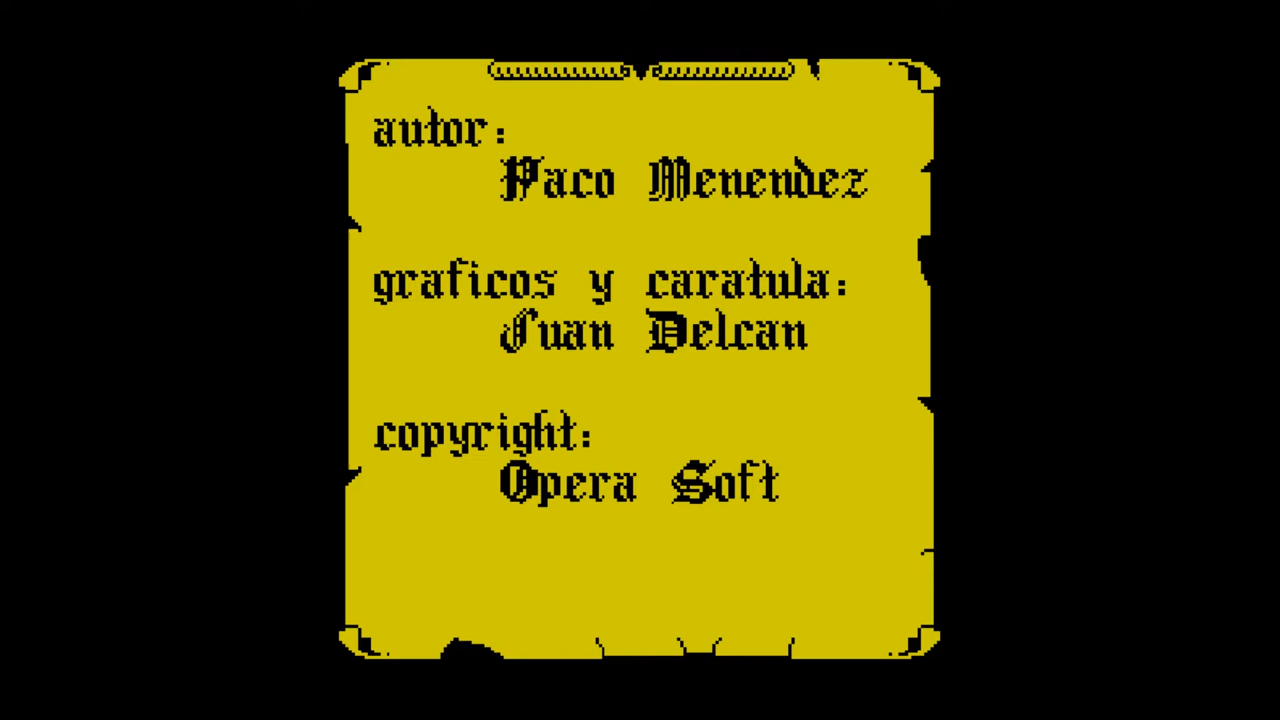 autor:
Paco Menendez
graficos y caratula:
Juan Delcan
copyright:
Opera Soft